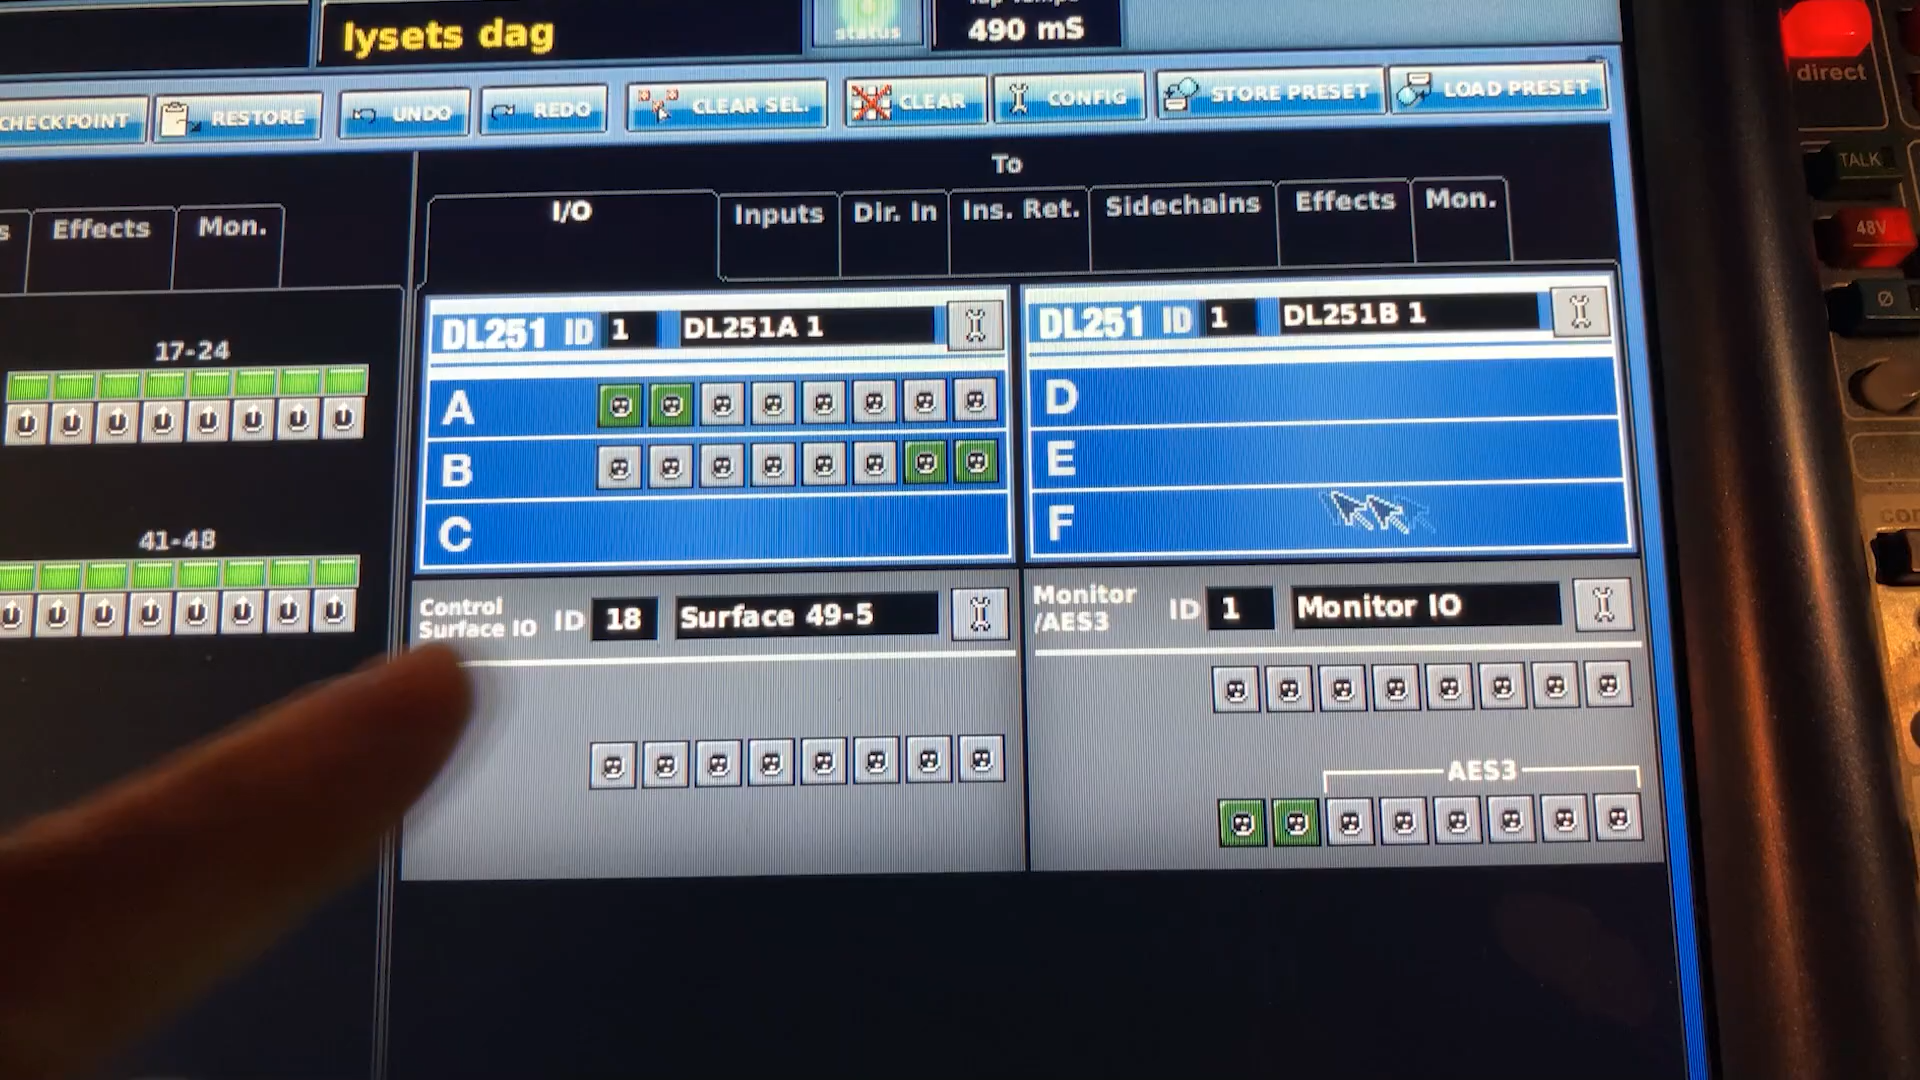 lysets dag
status
490 mS
direct
CHECKPOINT
RESTORE
UNDO
REDO
CLEAR SEL.
CLEAR
CONFIG
STORE PRESET
LOAD PRESET
TALK
48V
Ø
To
s
Effects
Mon.
I/O
Inputs
Dir. In
Ins. Ret.
Sidechains
Effects
Mon.
17-24
41-48
DL251 ID 1 DL251A 1
A
B
C
DL251 ID 1 DL251B 1
D
E
F
Control
Surface IO
ID 18 Surface 49-5
Monitor
/AES3
ID 1 Monitor IO
AES3